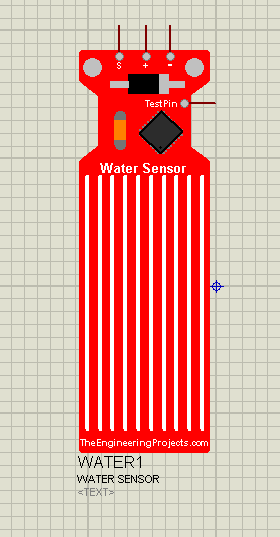 S + -
TestPin
Water Sensor
TheEngineeringProjects.com
WATER1
WATER SENSOR
<TEXT>